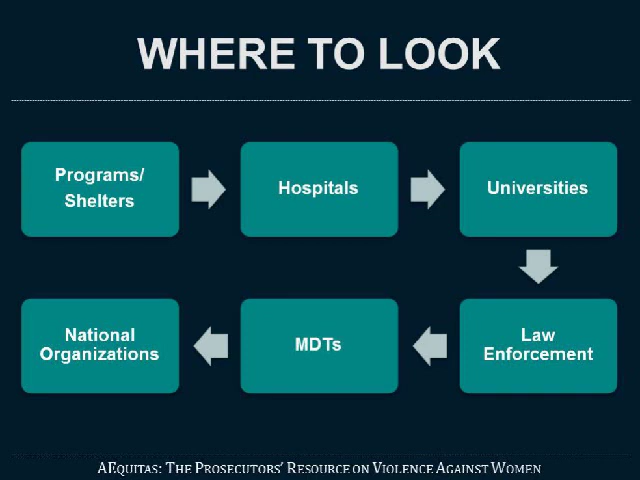 WHERE TO LOOK
Programs/
Shelters
Hospitals
Universities
Law
Enforcement
MDTs
National
Organizations
AEquitas: The Prosecutors' Resource on Violence Against Women